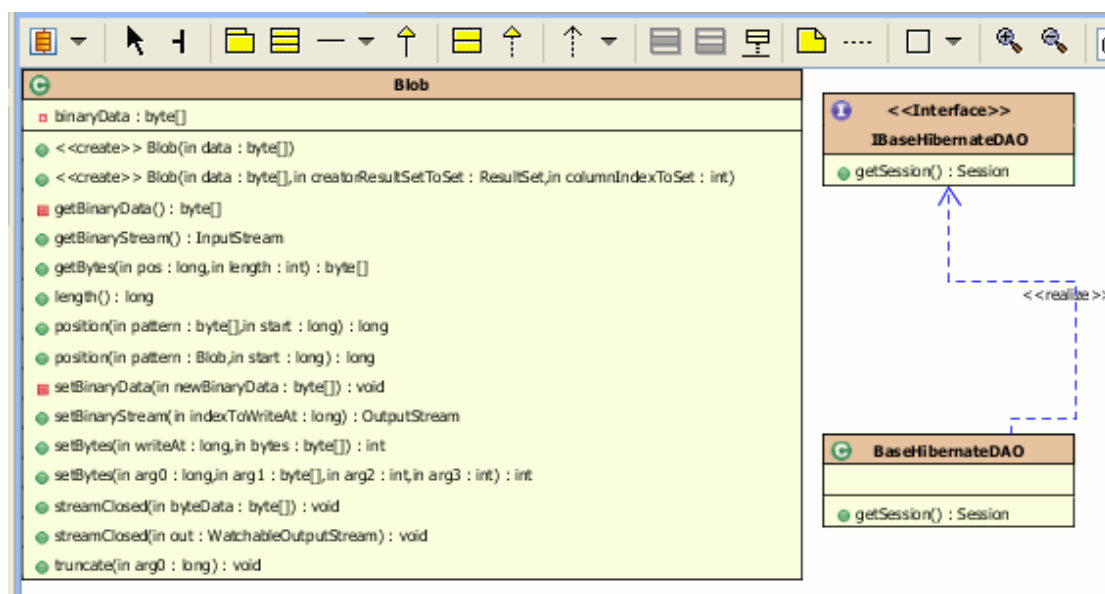 Blob
binaryData : byte[]
<<create>> Blob(in data : byte[])
<<create>> Blob(in data : byte[],in creatorResultSetToSet : ResultSet,in columnIndexToSet : int)
getBinaryData() : byte[]
getBinaryStream() : InputStream
getBytes(in pos : long,in length : int) : byte[]
length() : long
position(in pattern : byte[],in start : long) : long
position(in pattern : Blob,in start : long) : long
setBinaryData(in newBinaryData : byte[]) : void
setBinaryStream(in indexToWriteAt : long) : OutputStream
setBytes(in writeAt : long,in bytes : byte[]) : int
setBytes(in arg0 : long,in arg1 : byte[],in arg2 : int,in arg3 : int) : int
streamClosed(in byteData : byte[]) : void
streamClosed(in out : WatchableOutputStream) : void
truncate(in arg0 : long) : void
<<Interface>>
IBaseHibernateDAO
getSession() : Session
<<realize>>
BaseHibernateDAO
getSession() : Session